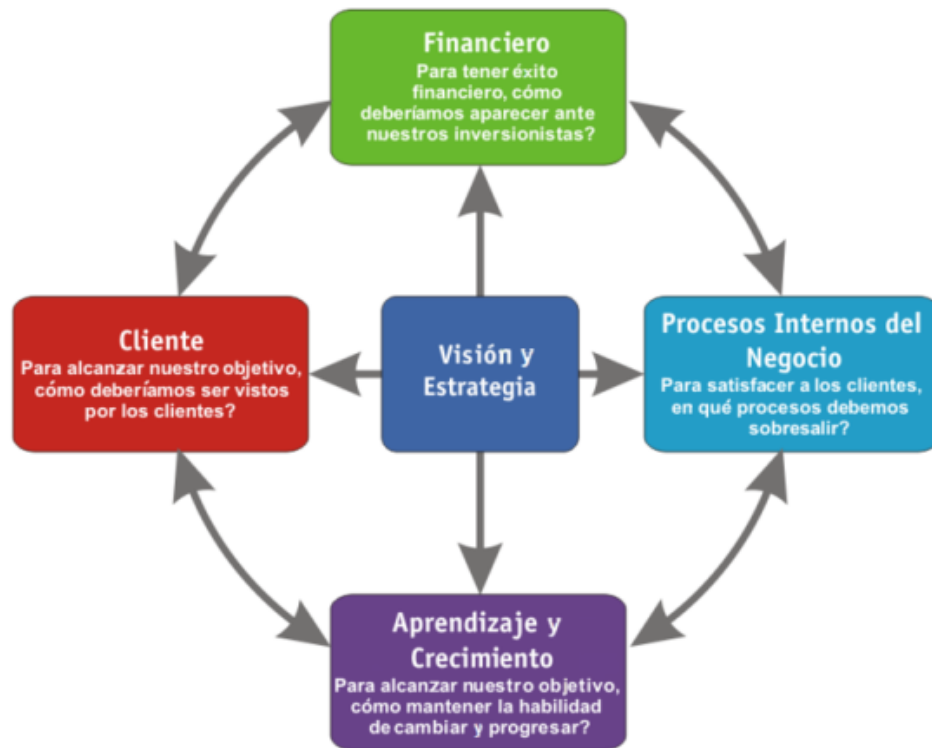 Financiero
Para tener éxito
financiero, cómo
deberíamos aparecer ante
nuestros inversionistas?
Cliente
Para alcanzar nuestro objetivo,
cómo deberíamos ser vistos
por los clientes?
Visión y
Estrategia
Procesos Internos del
Negocio
Para satisfacer a los clientes,
en qué procesos debemos
sobresalir?
Aprendizaje y
Crecimiento
Para alcanzar nuestro objetivo,
cómo mantener la habilidad
de cambiar y progresar?